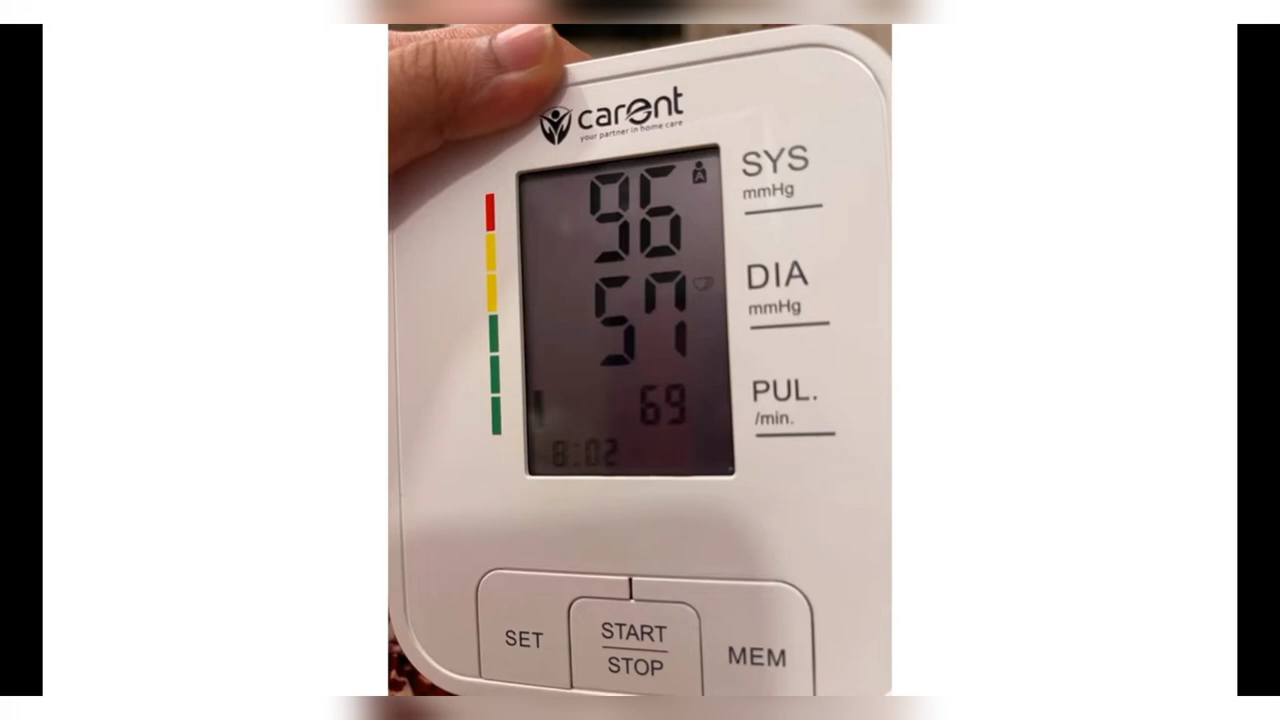 carent
your partner in home care
96
A
SYS
mmHg
57
DIA
mmHg
69
PUL.
/min.
8:02
SET
START
STOP
MEM